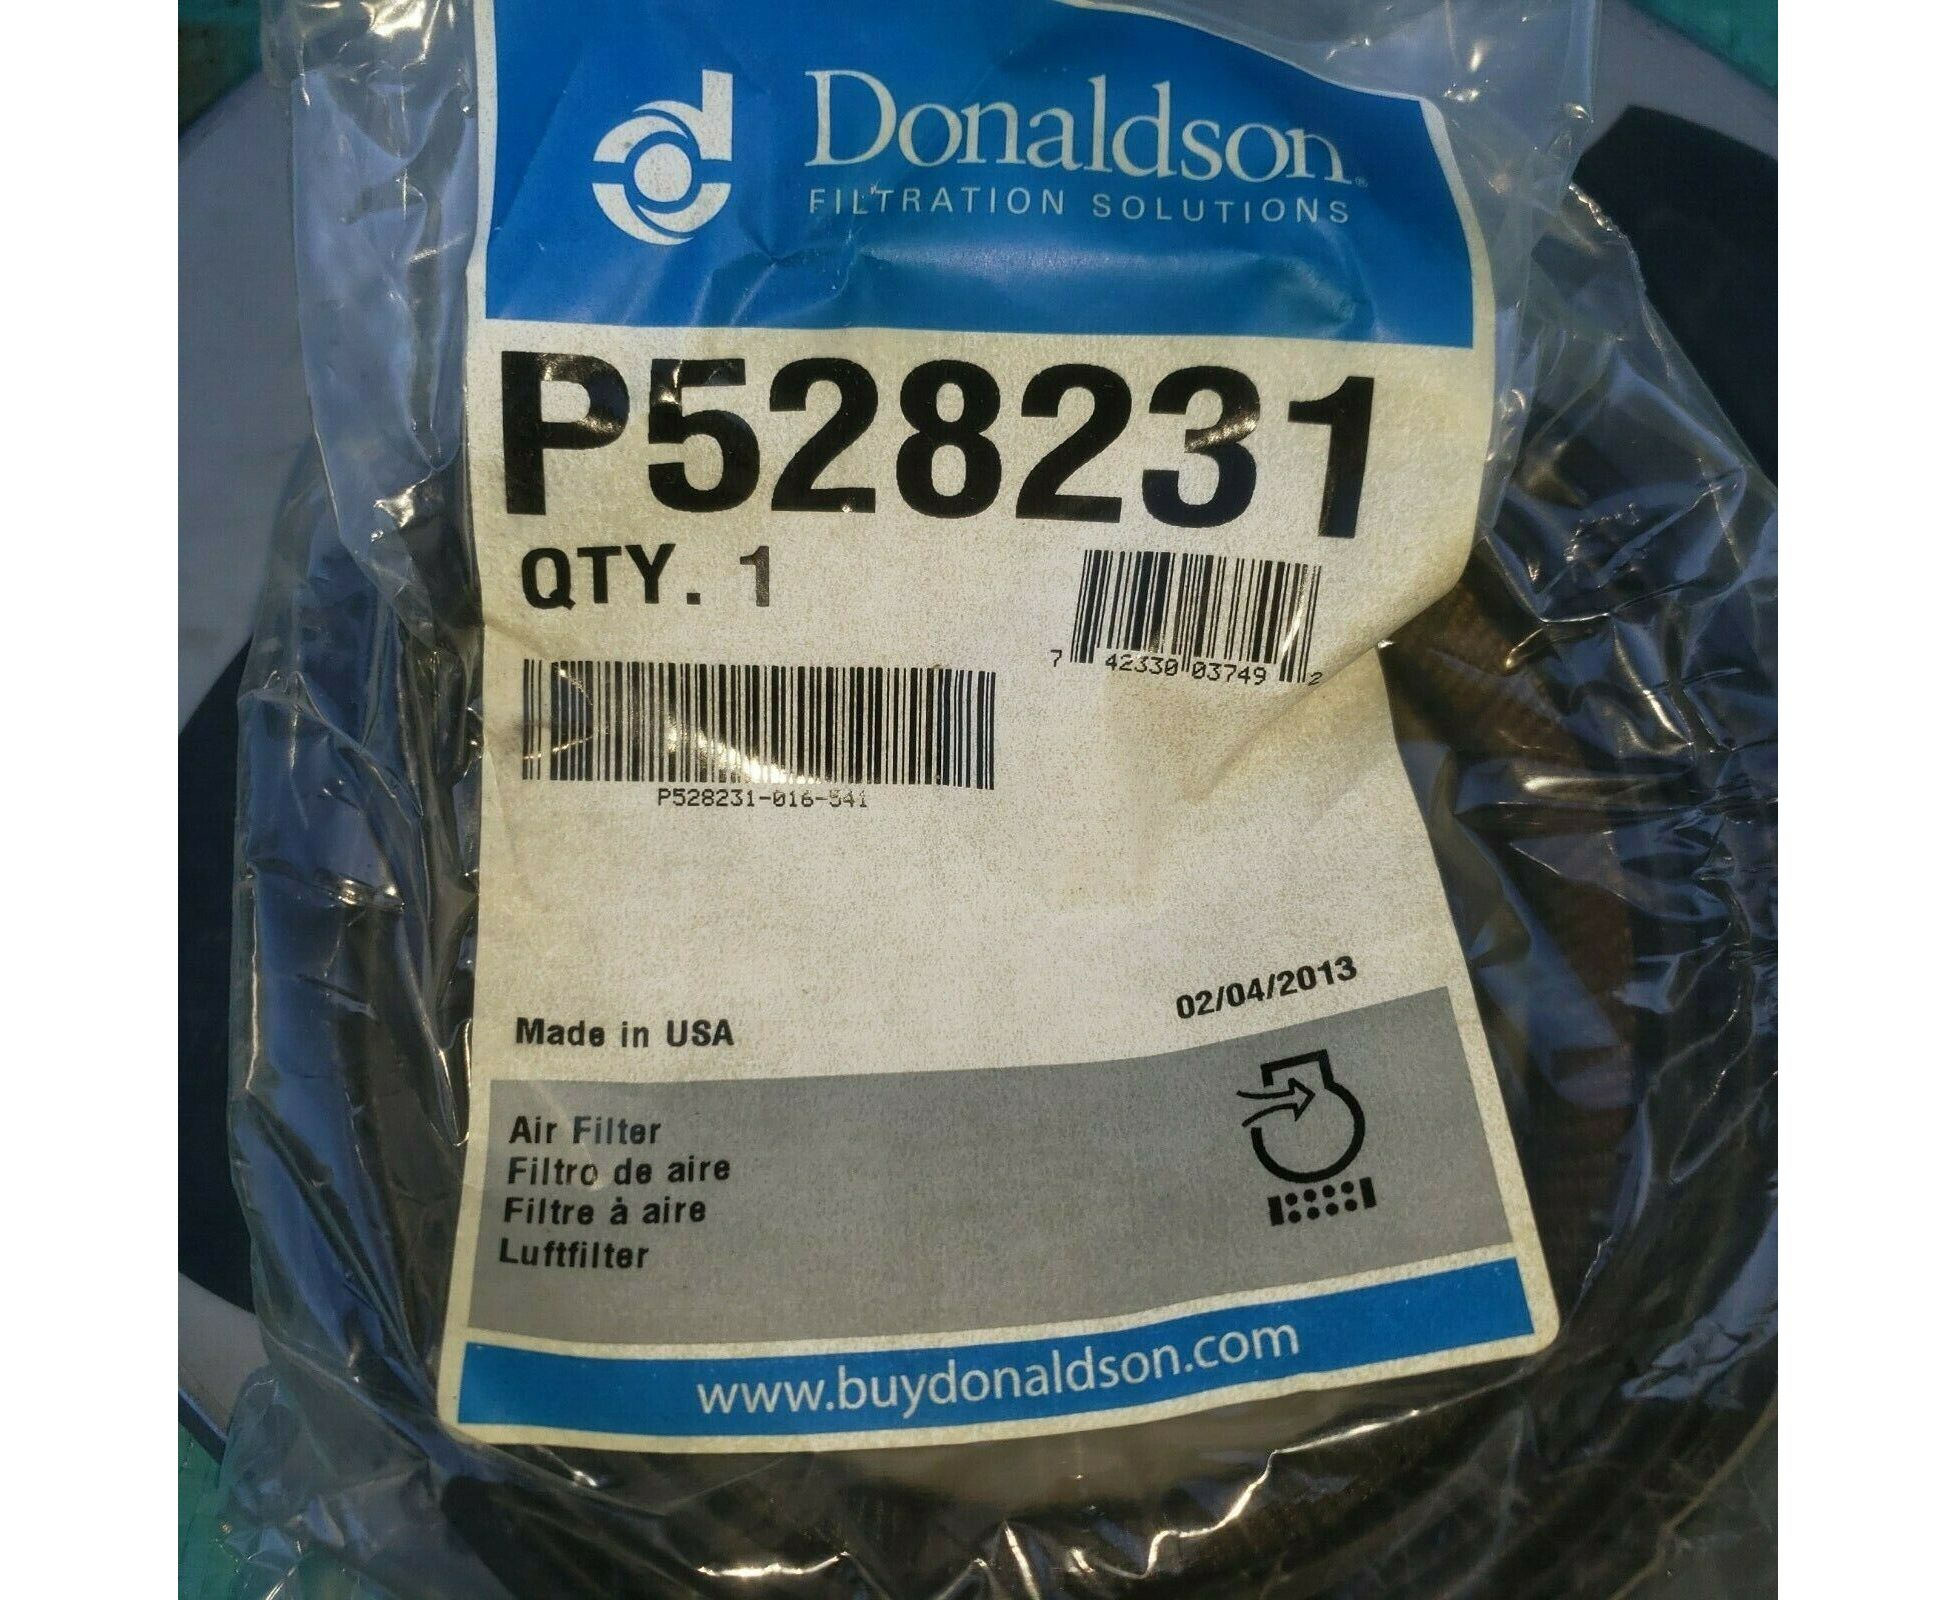 Donaldson®
FILTRATION SOLUTIONS
P528231
QTY. 1
7 42330 03749 2
P528231-016-541
02/04/2013
Made in USA
Air Filter
Filtro de aire
Filtre à aire
Luftfilter
www.buydonaldson.com